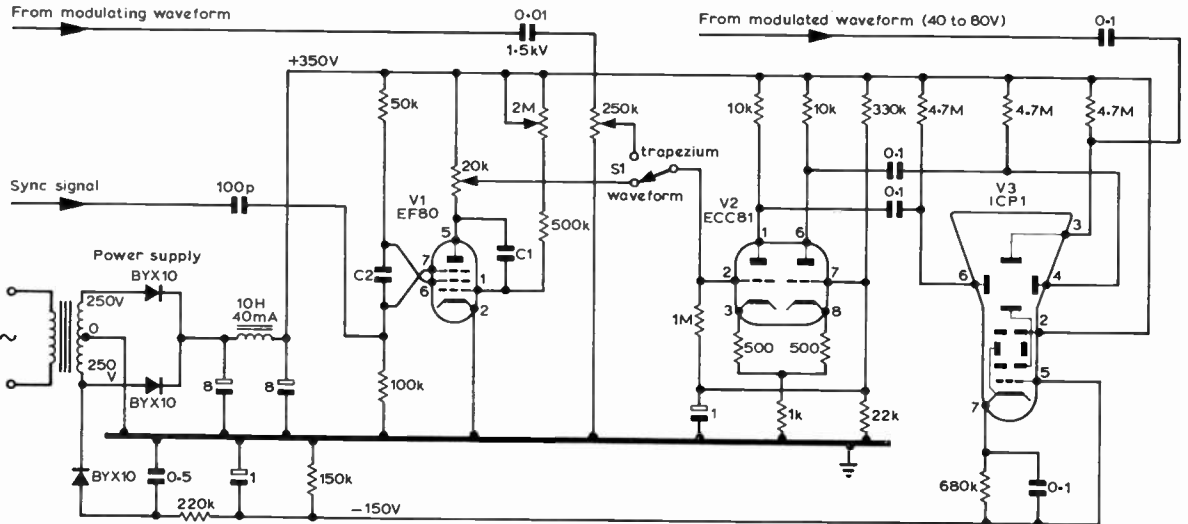 From modulating waveform
0·01
1.5kV
From modulated waveform (40 to 80V)
0·1
+350V
50k
2M
250k
10k
10k
330k
4.7M
4.7M
4.7M
trapezium
S1
waveform
20k
0·1
0·1
Sync signal
100p
V1
EF80
500k
V2
ECC81
V3
ICP1
Power supply
BYX10
250V
0
250
V
BYX10
10H
40mA
C2
C1
5
7
6
1
2
1
6
2
7
3
8
3
6
4
2
5
7
1M
500
500
8
8
100k
1
1k
22k
BYX10
0·5
1
150k
220k
−150V
680k
0·1
~